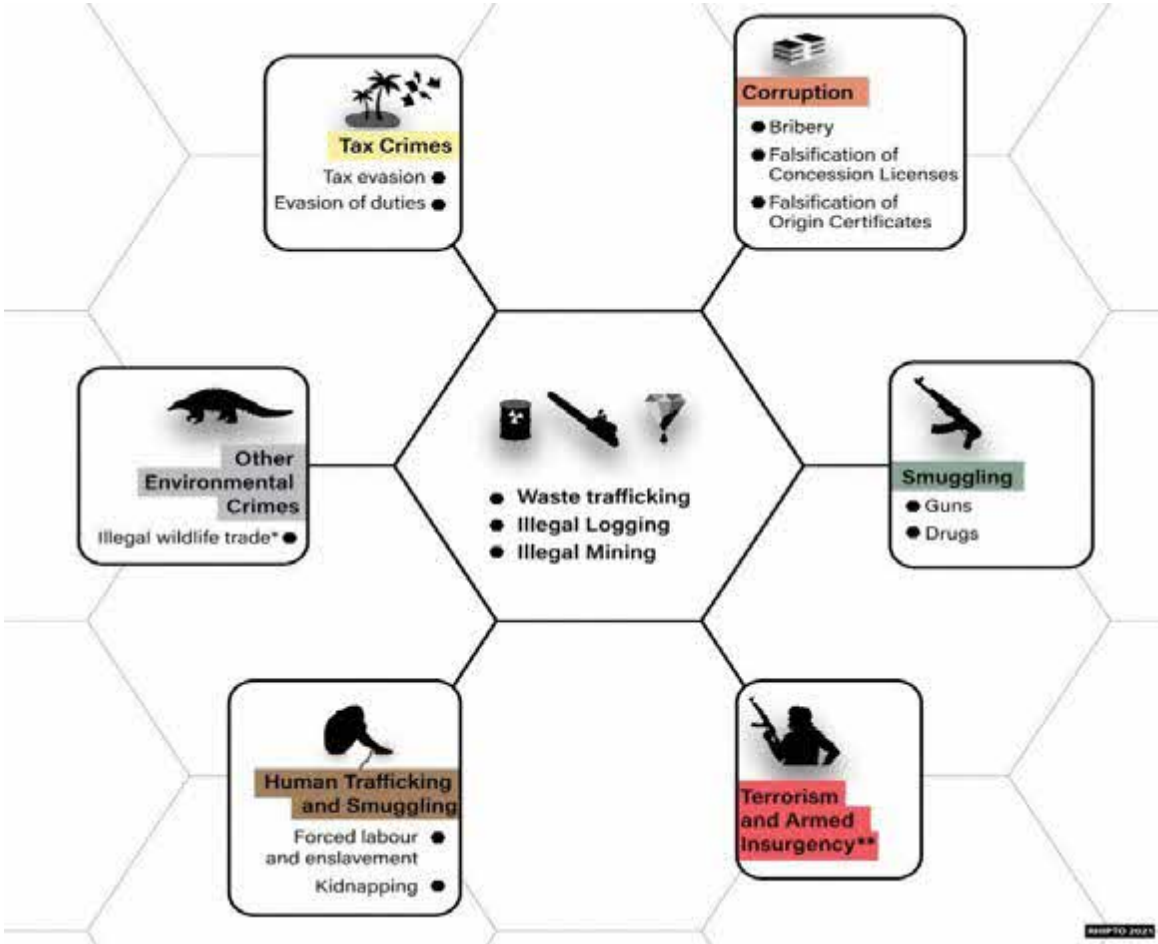 Tax Crimes
Tax evasion
Evasion of duties
Corruption
Bribery
Falsification of
Concession Licenses
Falsification of
Origin Certificates
Other
Environmental
Crimes
Illegal wildlife trade*
Waste trafficking
Illegal Logging
Illegal Mining
Smuggling
Guns
Drugs
Human Trafficking
and Smuggling
Forced labour
and enslavement
Kidnapping
Terrorism
and Armed
Insurgency**
RHIPTO 2021